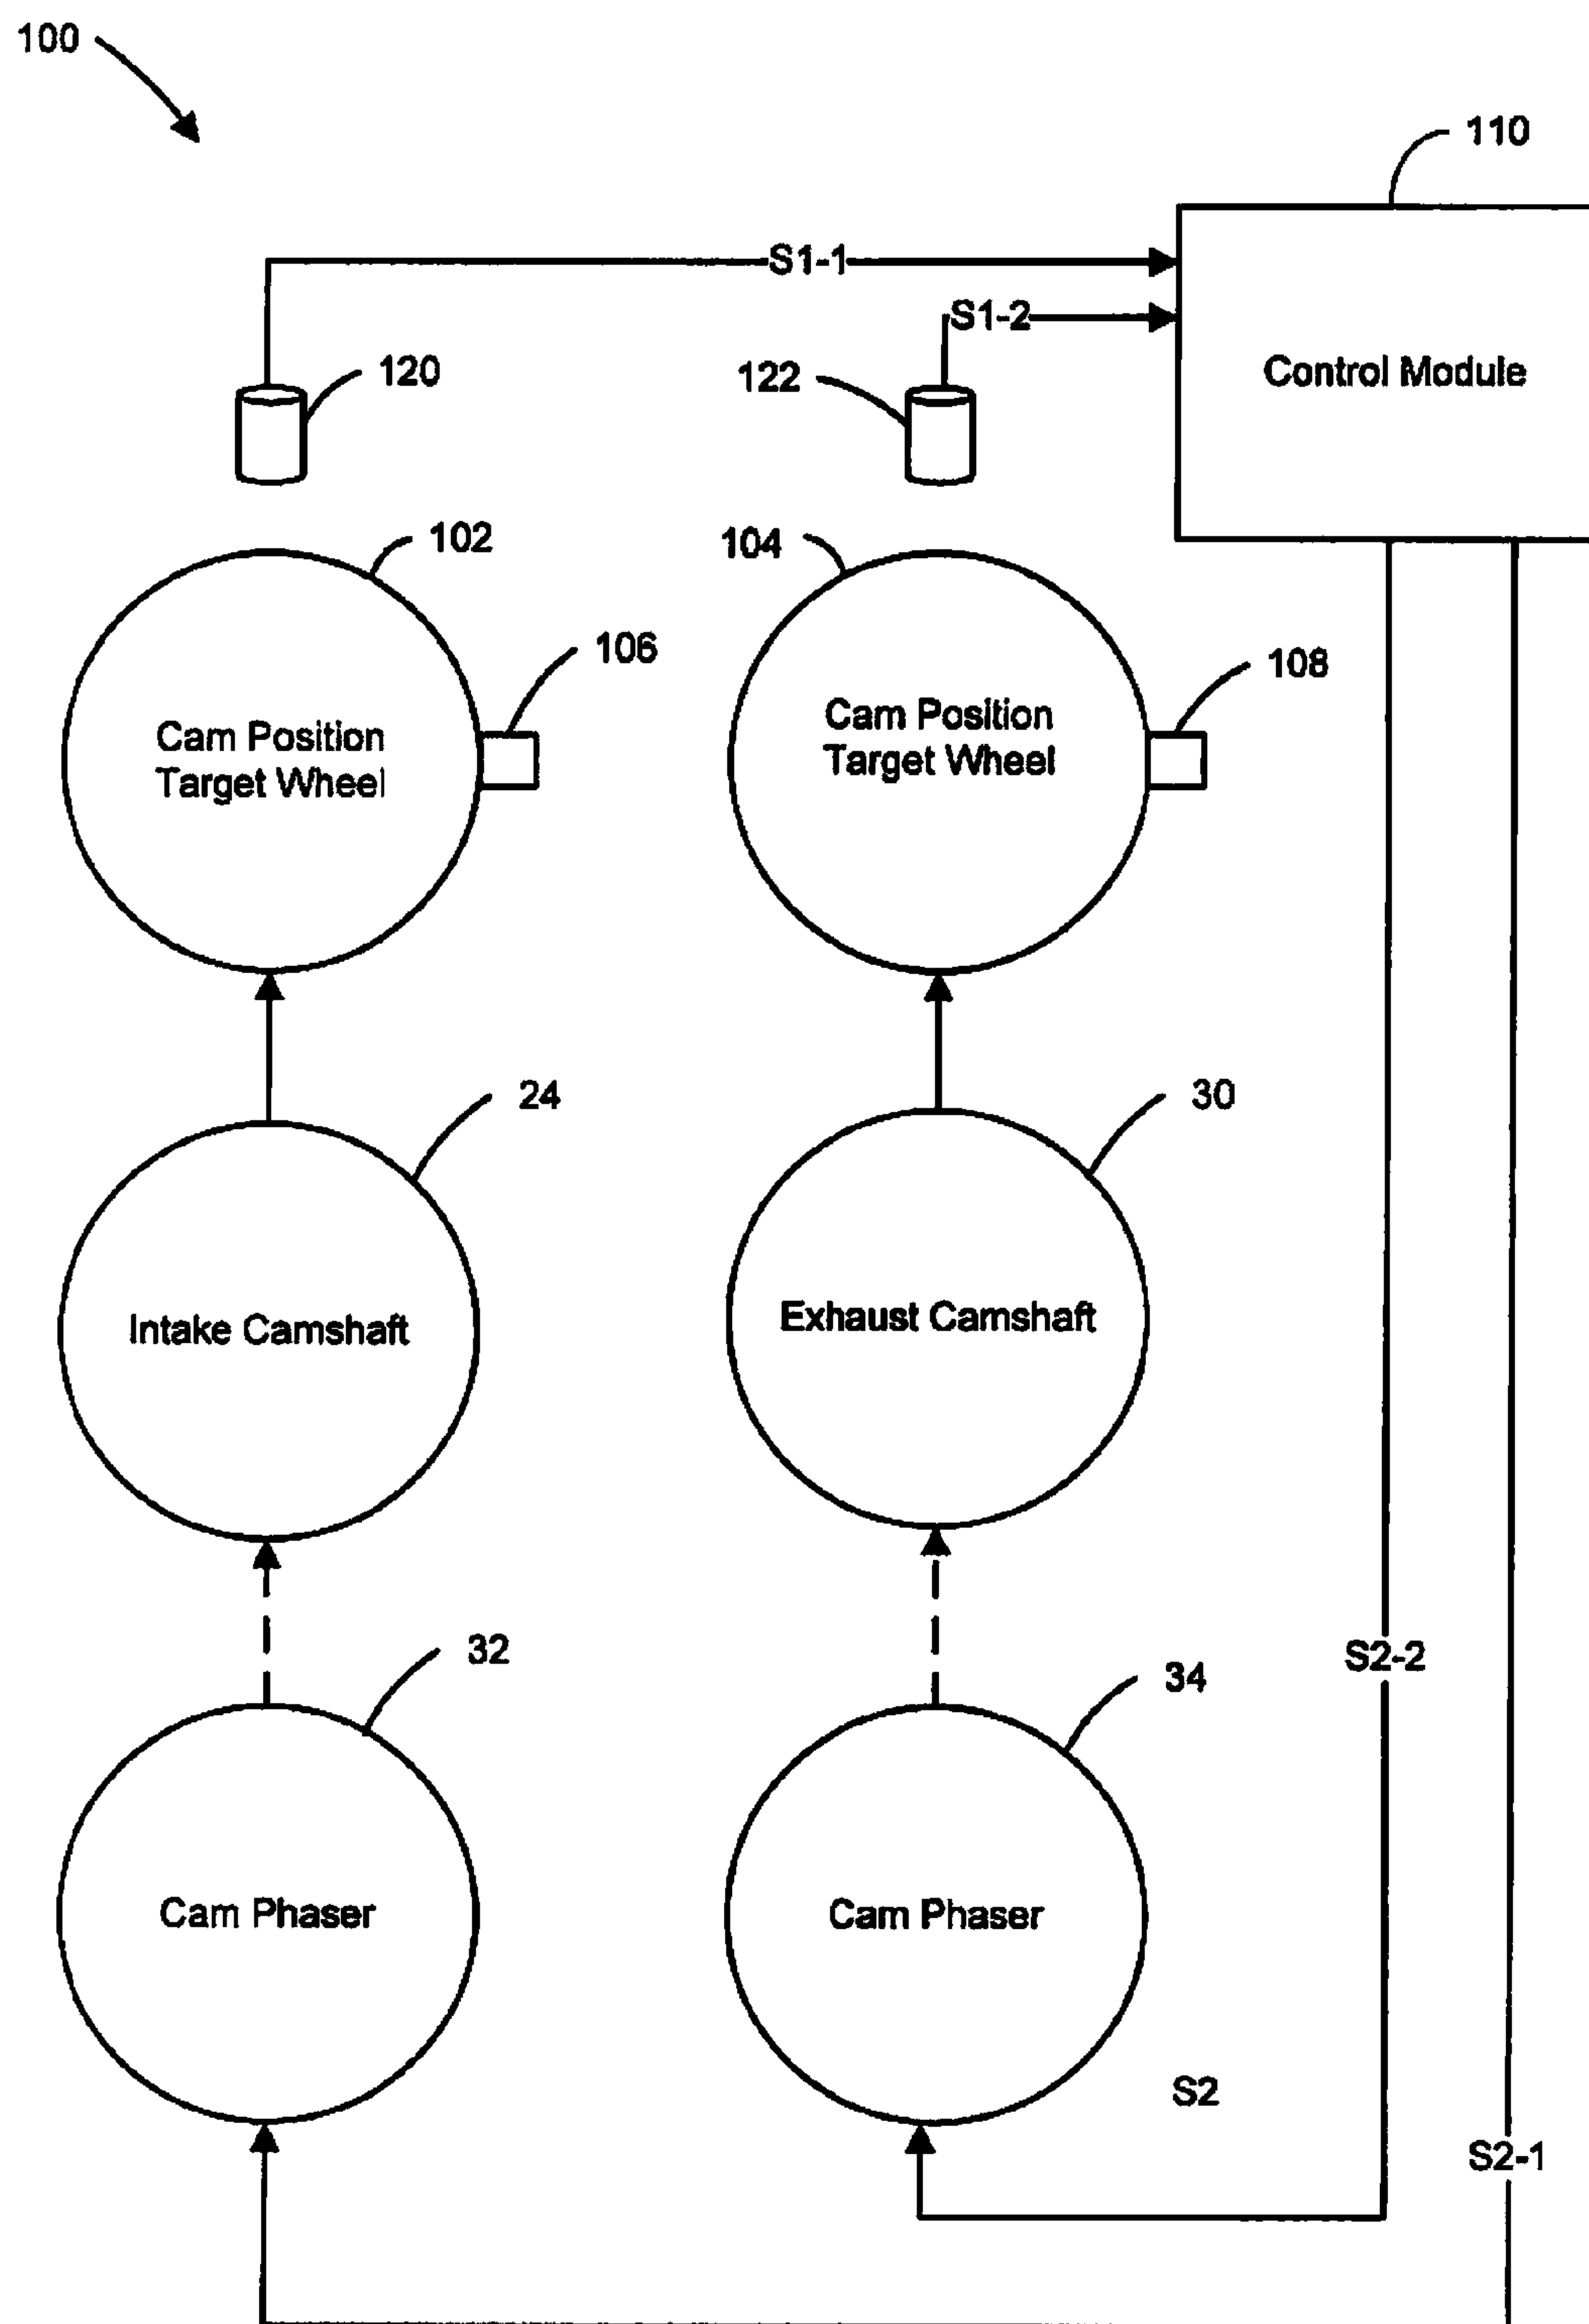 100
110
S1-1
S1-2
120
122
Control Module
102
104
106
108
Cam Position
Target Wheel
Cam Position
Target Wheel
24
30
Intake Camshaft
Exhaust Camshaft
32
34
S2-2
Cam Phaser
Cam Phaser
S2
S2-1